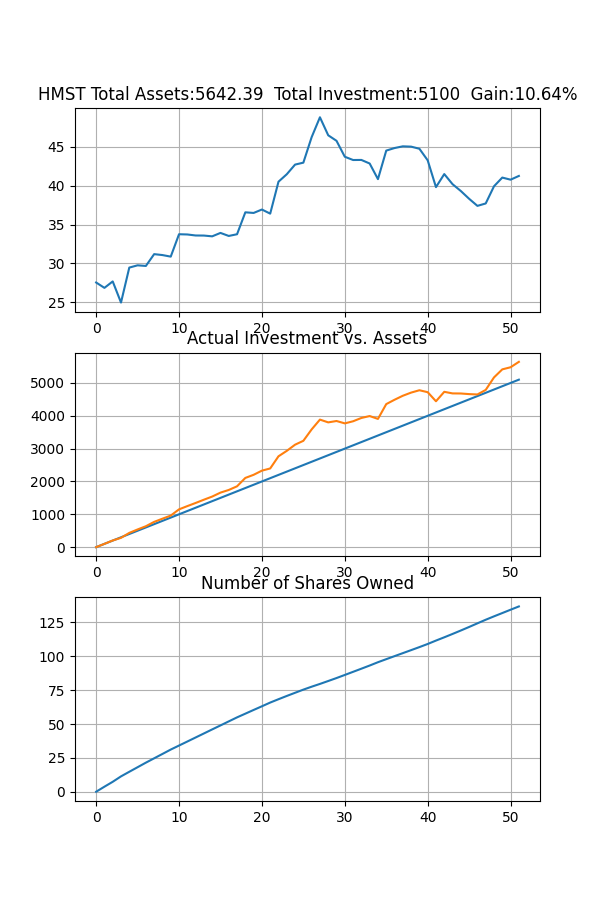 HMST Total Assets:5642.39  Total Investment:5100  Gain:10.64%
45
40
35
30
25
0 10 20 30 40 50
Actual Investment vs. Assets
5000
4000
3000
2000
1000
0
0 10 20 30 40 50
Number of Shares Owned
125
100
75
50
25
0
0 10 20 30 40 50